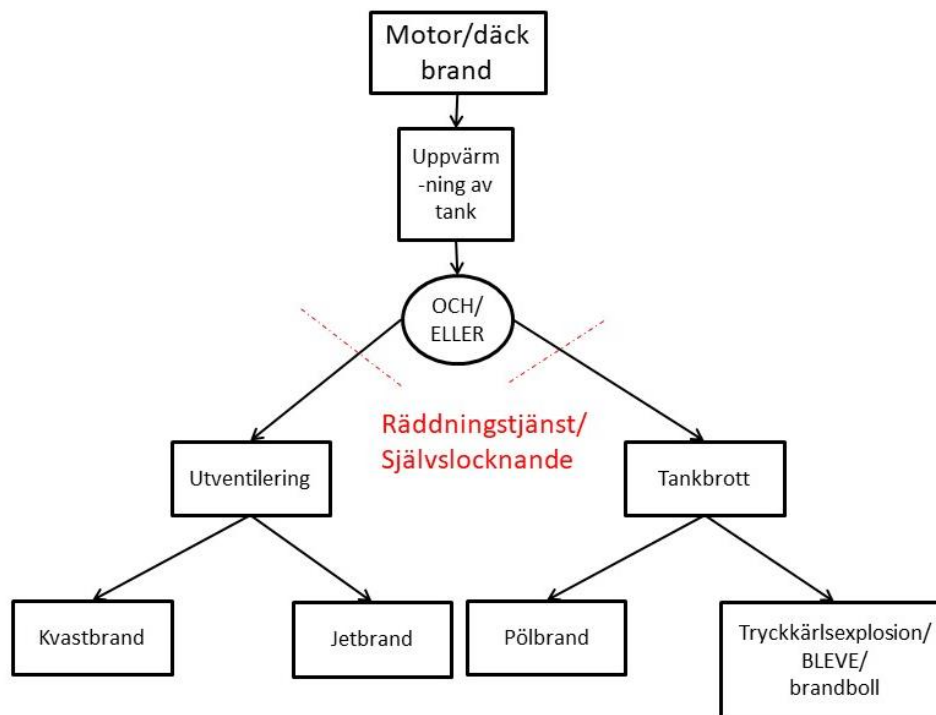 Motor/däck
brand
Uppvärm
-ning av
tank
OCH/
ELLER
Räddningstjänst/
Självslocknande
Utventilering
Tankbrott
Kvastbrand
Jetbrand
Pölbrand
Tryckkärlsexplosion/
BLEVE/
brandboll